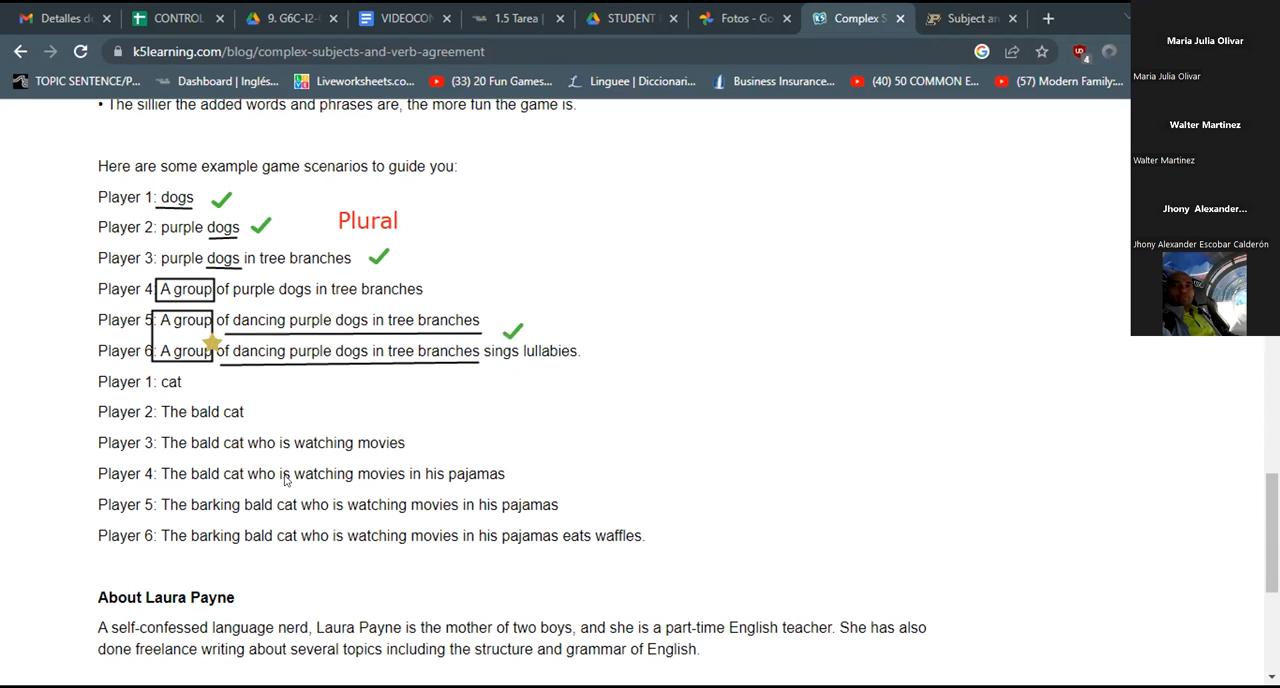 Detalles de
CONTROL
9. G6C-I2-
VIDEOCON
1.5 Tarea |
STUDENT
Fotos - Go
Complex S
Subject an
k5learning.com/blog/complex-subjects-and-verb-agreement
4
TOPIC SENTENCE/P...
Dashboard | Inglés...
Liveworksheets.co...
(33) 20 Fun Games...
Linguee | Diccionari...
Business Insurance...
(40) 50 COMMON E...
(57) Modern Family:...
• The sillier the added words and phrases are, the more fun the game is.
Here are some example game scenarios to guide you:
Player 1: dogs
Player 2: purple dogs
Plural
Player 3: purple dogs in tree branches
Player 4: A group of purple dogs in tree branches
Player 5: A group of dancing purple dogs in tree branches
Player 6: A group of dancing purple dogs in tree branches sings lullabies.
Player 1: cat
Player 2: The bald cat
Player 3: The bald cat who is watching movies
Player 4: The bald cat who is watching movies in his pajamas
Player 5: The barking bald cat who is watching movies in his pajamas
Player 6: The barking bald cat who is watching movies in his pajamas eats waffles.
About Laura Payne
A self-confessed language nerd, Laura Payne is the mother of two boys, and she is a part-time English teacher. She has also
done freelance writing about several topics including the structure and grammar of English.
Maria Julia Olivar
Maria Julia Olivar
Walter Martinez
Walter Martinez
Jhony Alexander...
Jhony Alexander Escobar Calderón